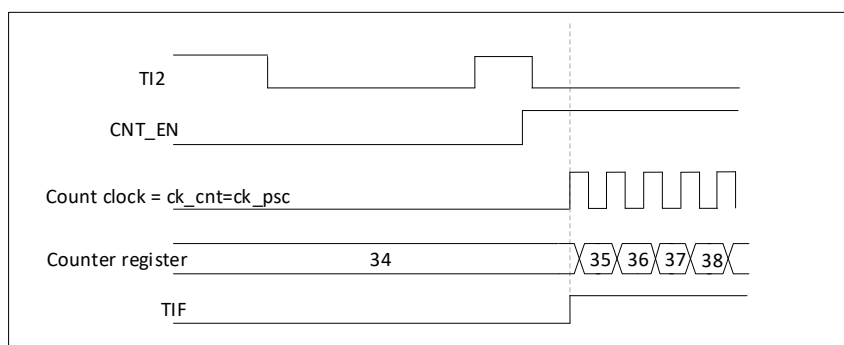 TI2
CNT_EN
Count clock = ck_cnt=ck_psc
Counter register 34 35 36 37 38
TIF